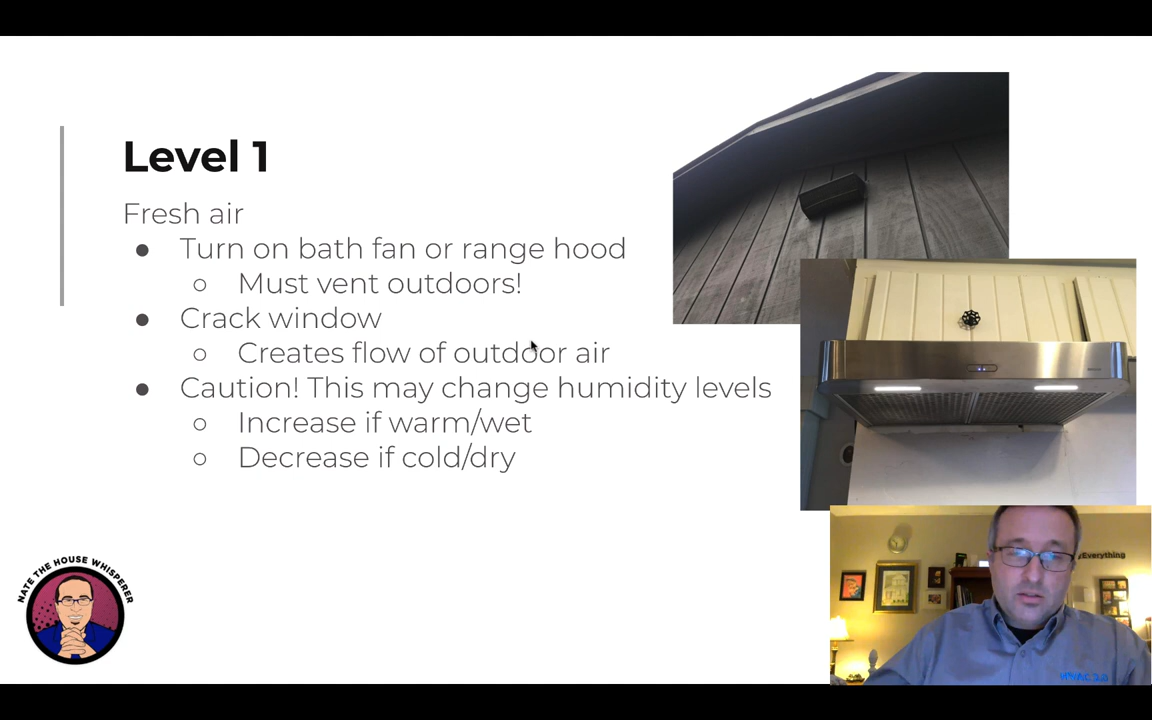 Level 1
Fresh air
● Turn on bath fan or range hood
○ Must vent outdoors!
● Crack window
○ Creates flow of outdoor air
● Caution! This may change humidity levels
○ Increase if warm/wet
○ Decrease if cold/dry
NATE THE HOUSE WHISPERER
Everything